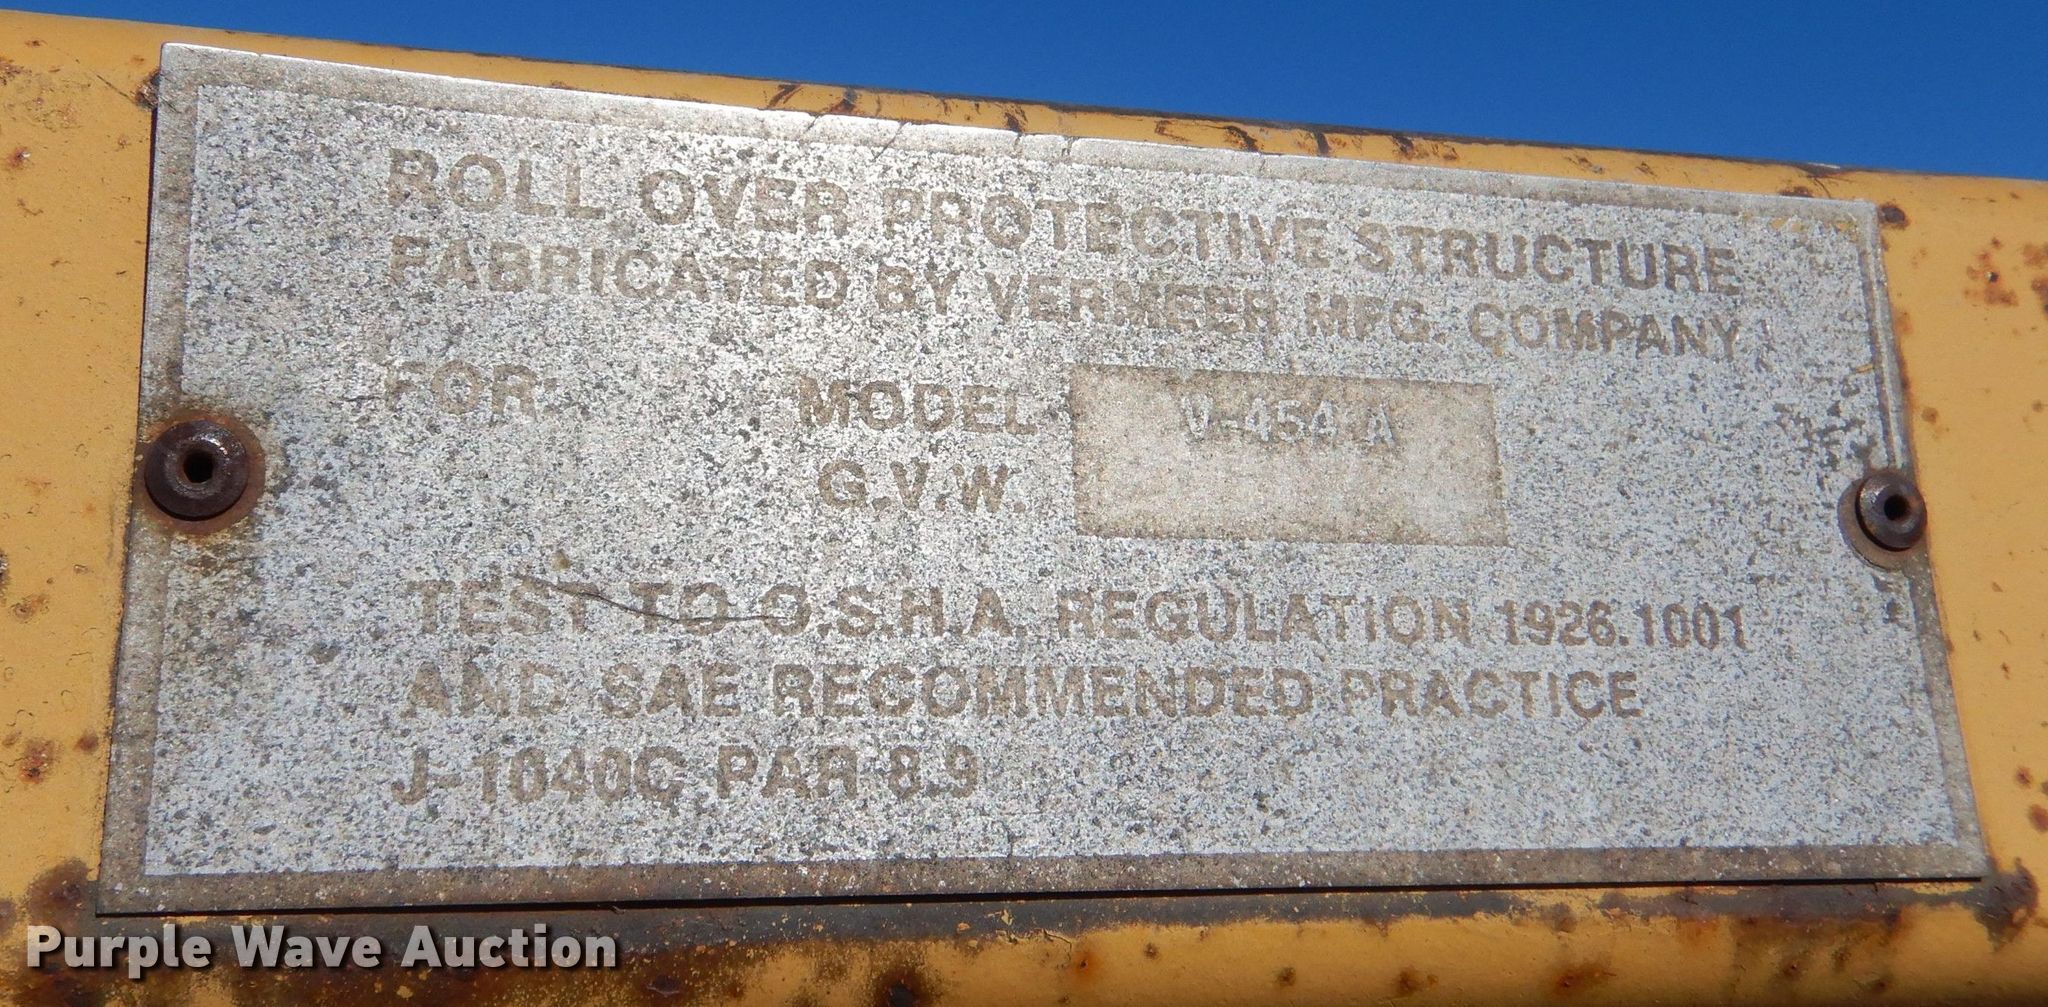 ROLL OVER PROTECTIVE STRUCTURE
FABRICATED BY VERMEER MFG. COMPANY
FOR: MODEL V-454 A
G.V.W.
TEST TO O.S.H.A. REGULATION 1926.1001
AND SAE RECOMMENDED PRACTICE
J-1040C PAR 8.9
Purple Wave Auction